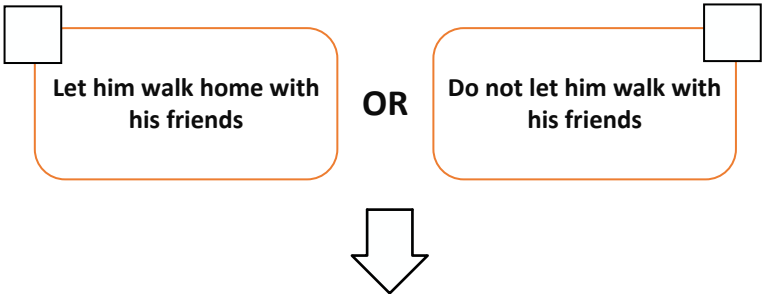 Let him walk home with
his friends
OR
Do not let him walk with
his friends